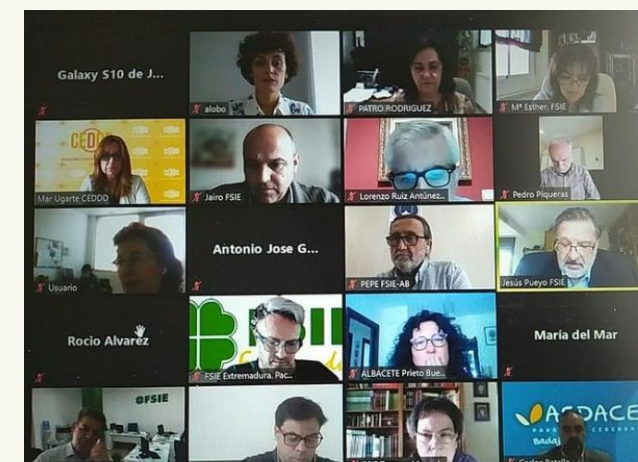 Galaxy S10 de J...
alobo
PATRO RODRIGUEZ
Mª Esther, FSIE
CEDDD
Mar Ugarte CEDDD
Jairo FSIE
Lorenzo Ruiz Antúnez...
Pedro Piqueras
Usuario
Antonio Jose G...
PEPE FSIE-AB
Jesús Pueyo FSIE
Rocio Alvarez
FSIE Extremadura, Pac...
ALBACETE Prieto Bue...
María del Mar
FSIE
ASPACE
Badaj